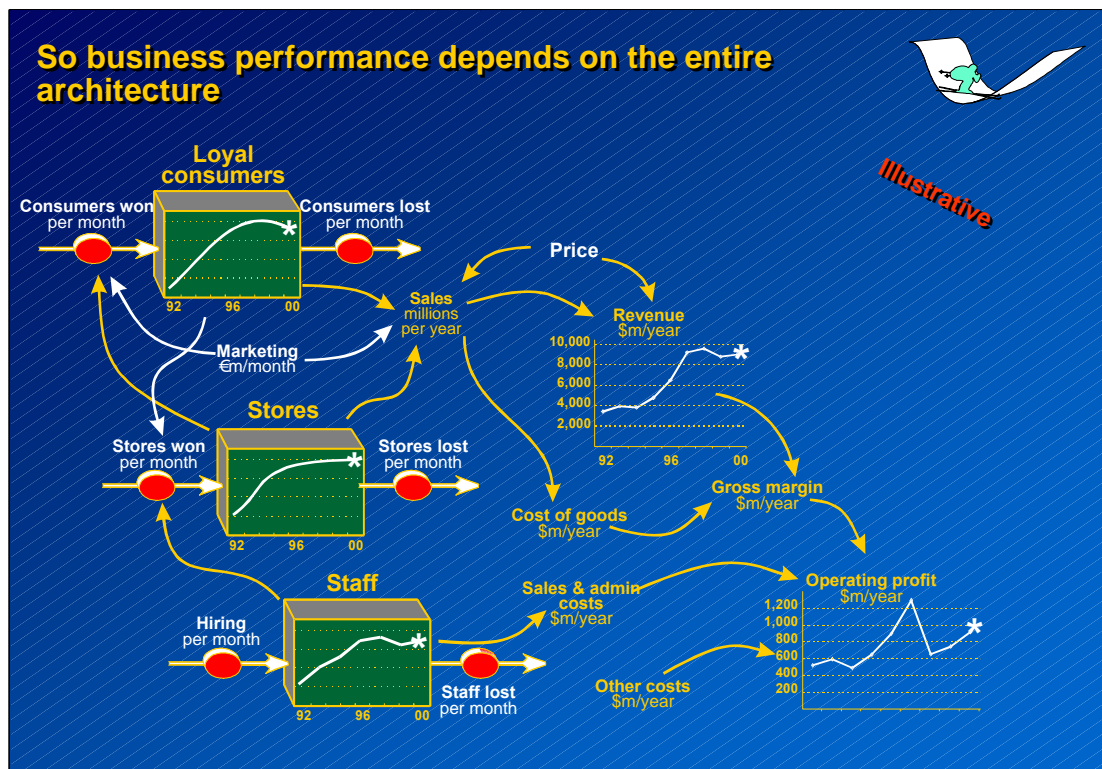 So business performance depends on the entire
architecture
Illustrative
Loyal
consumers
Consumers won
per month
Consumers lost
per month
92 96 00
Price
Sales
millions
per year
Revenue
$m/year
10,000
8,000
6,000
4,000
2,000
92 96 00
Marketing
€m/month
Stores
Stores won
per month
Stores lost
per month
92 96 00
Cost of goods
$m/year
Gross margin
$m/year
Staff
Hiring
per month
Staff lost
per month
92 96 00
Sales & admin
costs
$m/year
Other costs
$m/year
Operating profit
$m/year
1,200
1,000
800
600
400
200